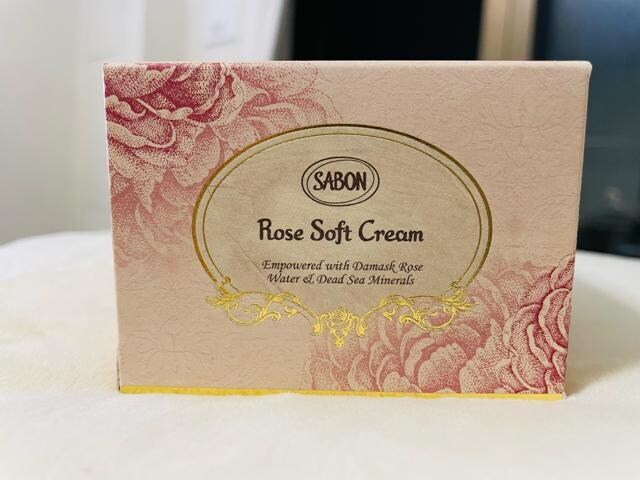 SABON
Rose Soft Cream
Empowered with Damask Rose
Water & Dead Sea Minerals